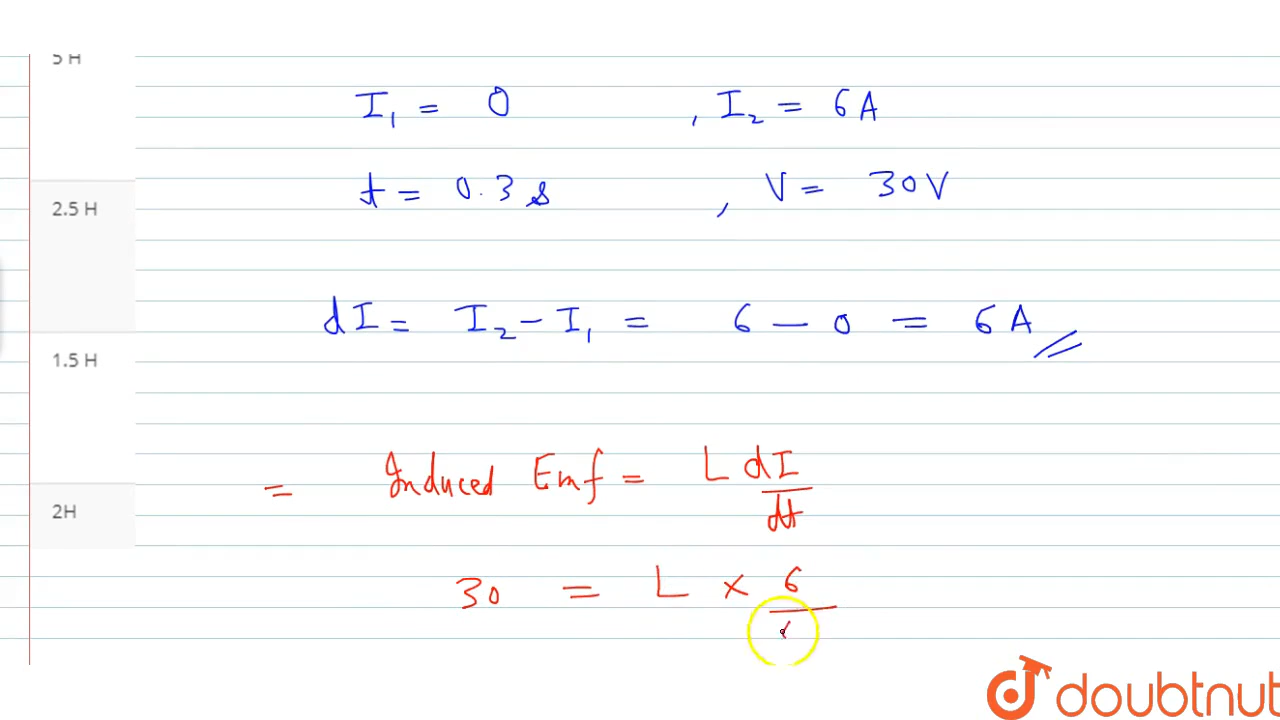 5 H
I₁ = 0 , I₂ = 6A
t = 0.3 s , V = 30V
2.5 H
dI = I₂ - I₁ = 6 - 0 = 6A
1.5 H
= Induced Emf = L dI/dt
2H
30 = L × 6
doubtnut